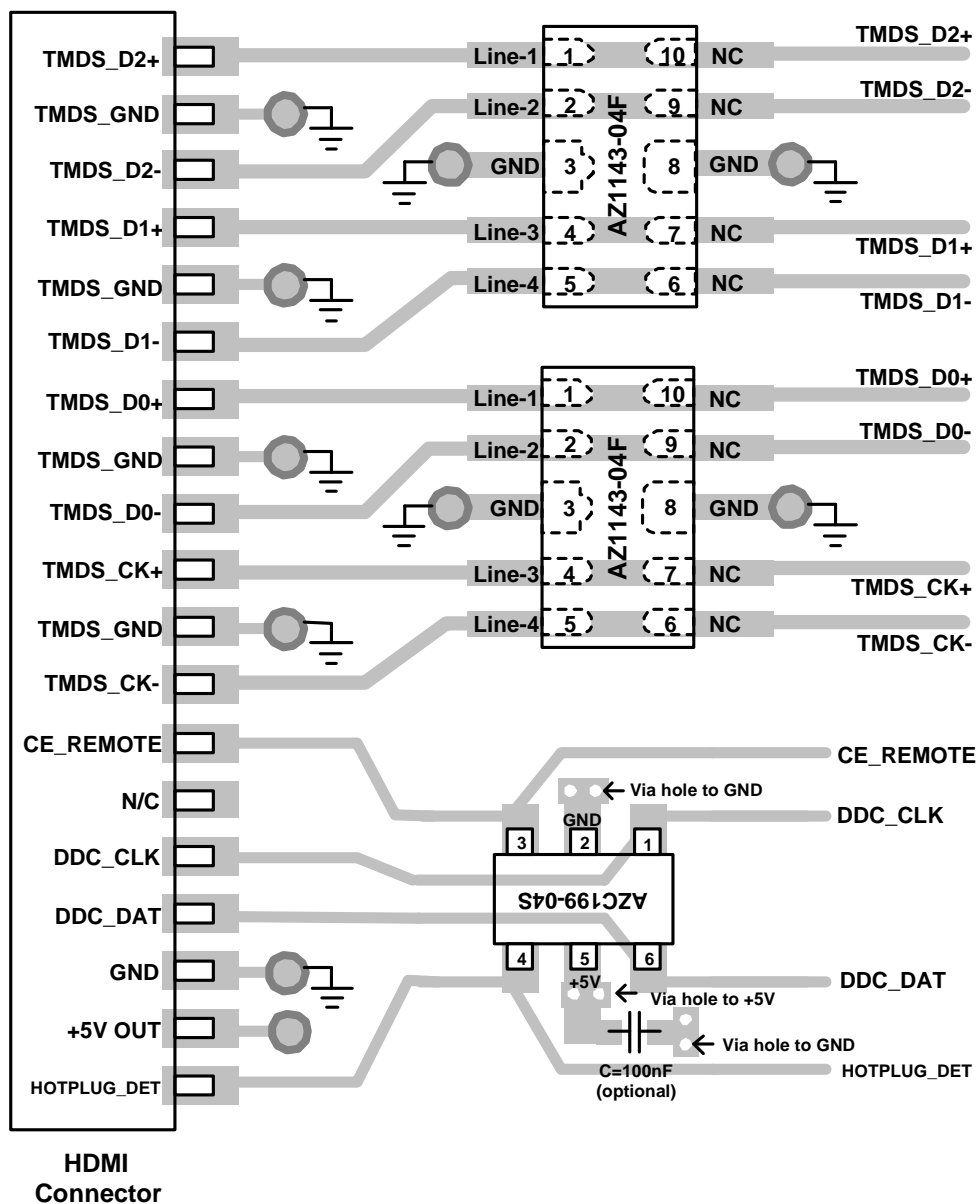 TMDS_D2+ Line-1 1 10 NC TMDS_D2+
TMDS_GND Line-2 2 9 NC TMDS_D2-
TMDS_D2- GND 3 8 GND
AZ1143-04F
TMDS_D1+ Line-3 4 7 NC TMDS_D1+
TMDS_GND Line-4 5 6 NC TMDS_D1-
TMDS_D1-
TMDS_D0+ Line-1 1 10 NC TMDS_D0+
TMDS_GND Line-2 2 9 NC TMDS_D0-
TMDS_D0- GND 3 8 GND
AZ1143-04F
TMDS_CK+ Line-3 4 7 NC TMDS_CK+
TMDS_GND Line-4 5 6 NC TMDS_CK-
TMDS_CK-
CE_REMOTE CE_REMOTE
N/C Via hole to GND
GND DDC_CLK
3 2 1
DDC_CLK
AZC199-04S
DDC_DAT
4 5 6
GND +5V DDC_DAT
Via hole to +5V
+5V OUT Via hole to GND
HOTPLUG_DET C=100nF HOTPLUG_DET
(optional)
HDMI
Connector